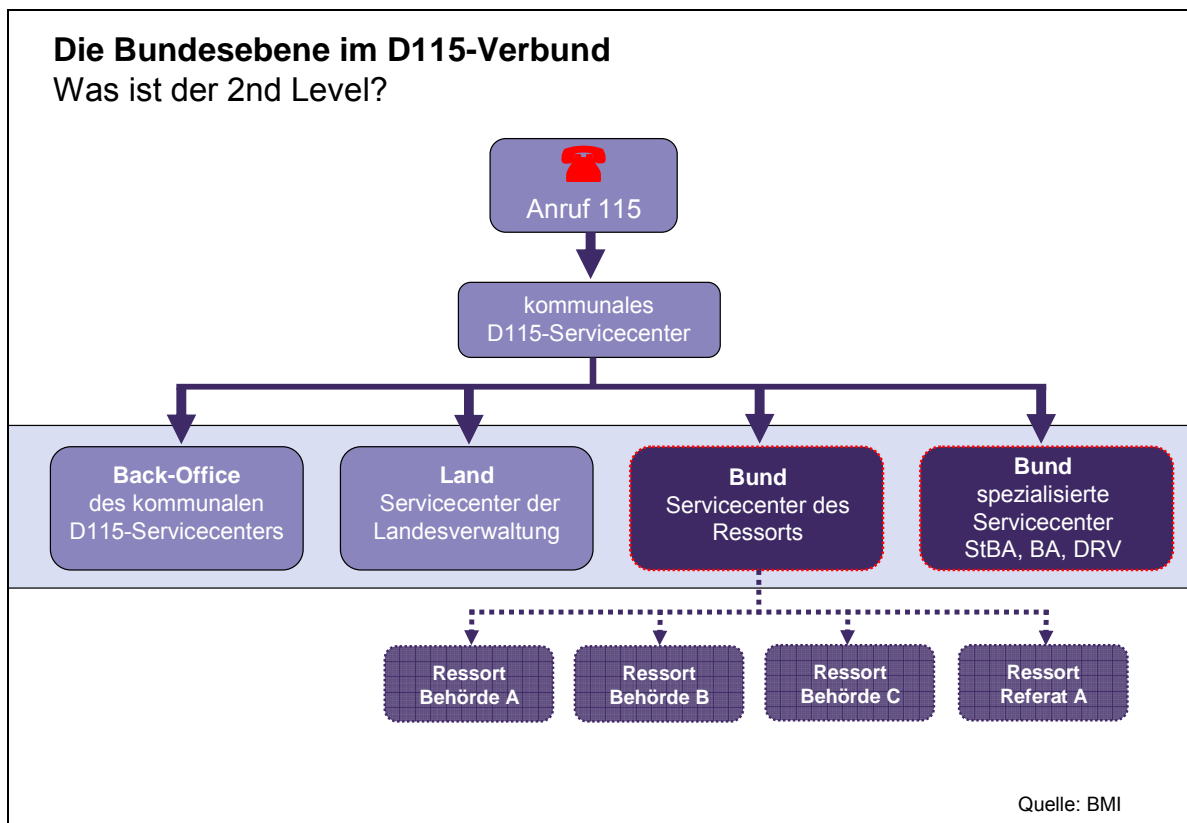 Die Bundesebene im D115-Verbund
Was ist der 2nd Level?
Anruf 115
kommunales
D115-Servicecenter
Back-Office
des kommunalen
D115-Servicecenters
Land
Servicecenter der
Landesverwaltung
Bund
Servicecenter des
Ressorts
Bund
spezialisierte
Servicecenter
StBA, BA, DRV
Ressort
Behörde A
Ressort
Behörde B
Ressort
Behörde C
Ressort
Referat A
Quelle: BMI